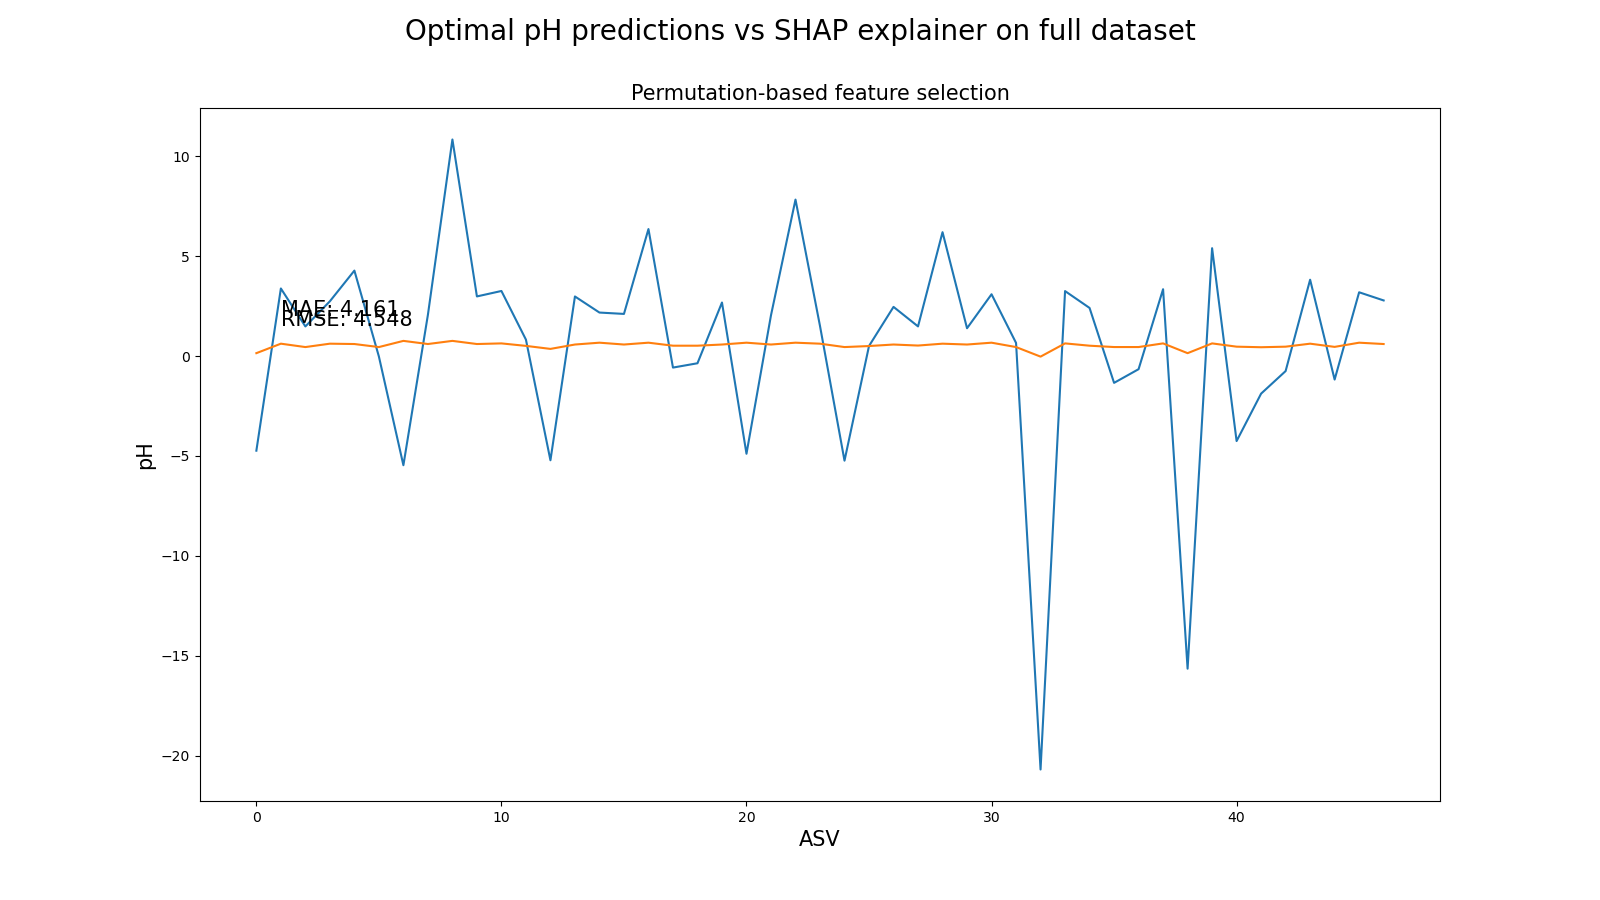 Optimal pH predictions vs SHAP explainer on full dataset
Permutation-based feature selection
10
5
0
−5
−10
−15
−20
pH
MAE: 4.161
RMSE: 4.548
0 10 20 30 40
ASV